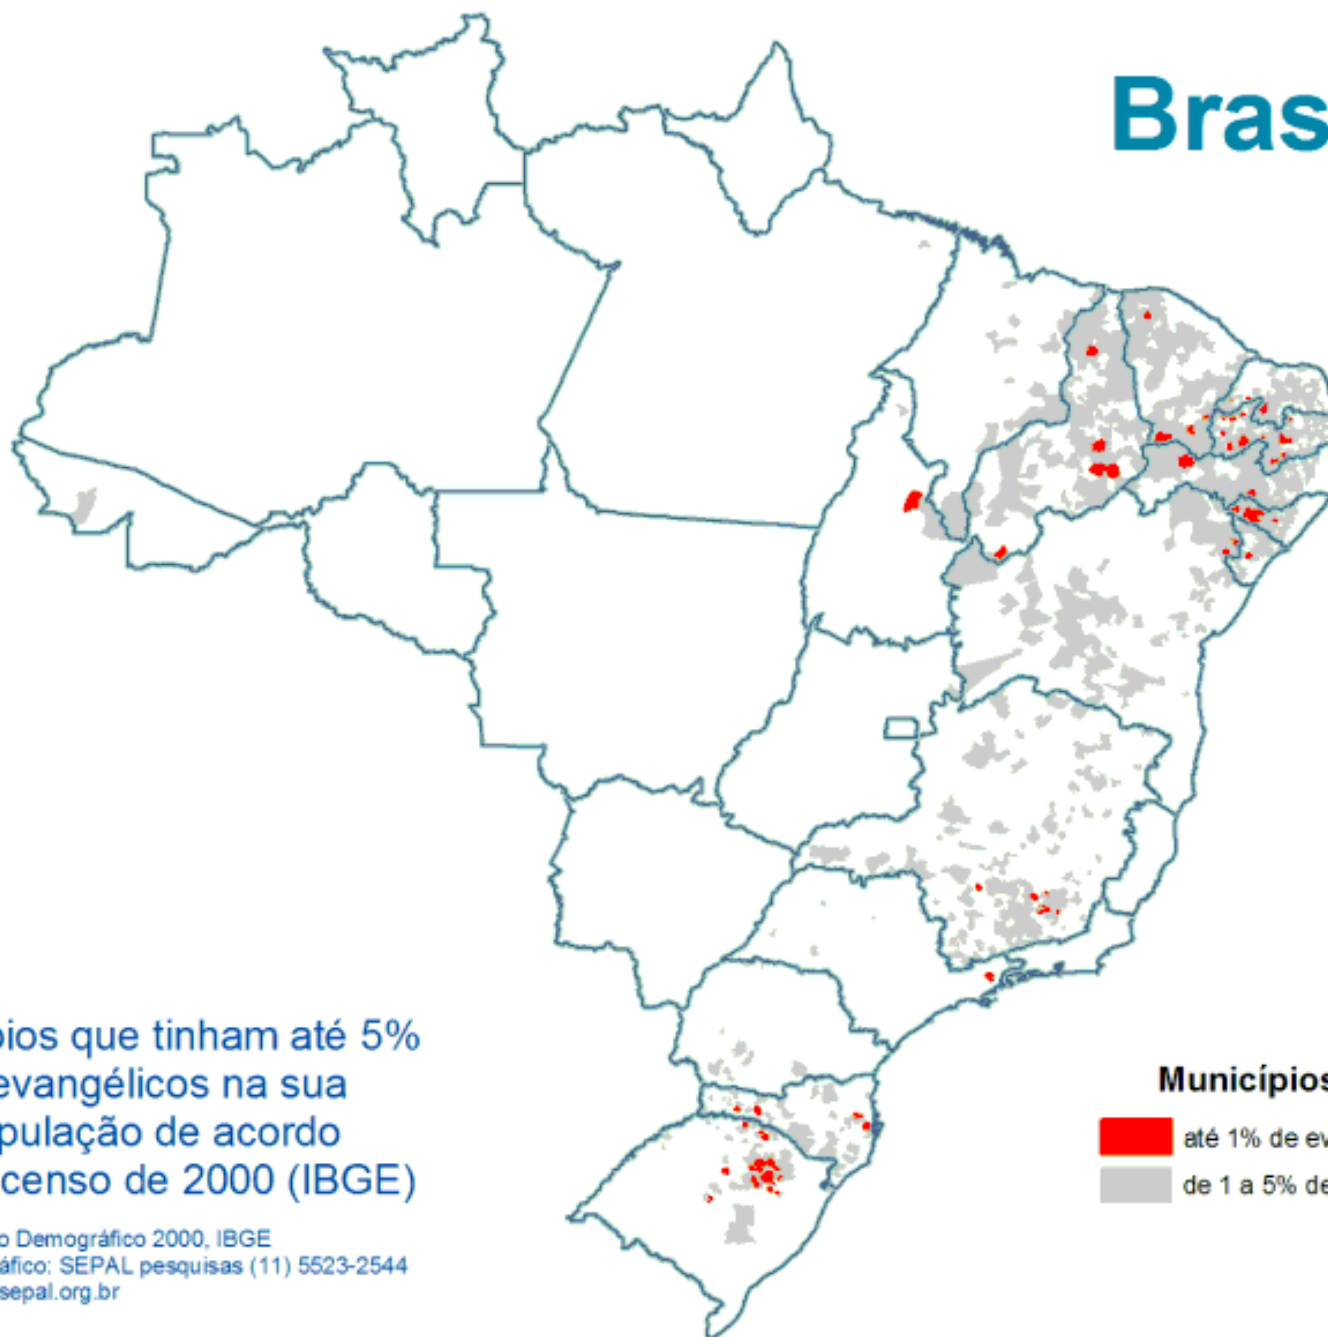 Bras
pios que tinham até 5%
evangélicos na sua
pulação de acordo
censo de 2000 (IBGE)
o Demográfico 2000, IBGE
áfico: SEPAL pesquisas (11) 5523-2544
sepal.org.br
Municípios
até 1% de ev
de 1 a 5% de